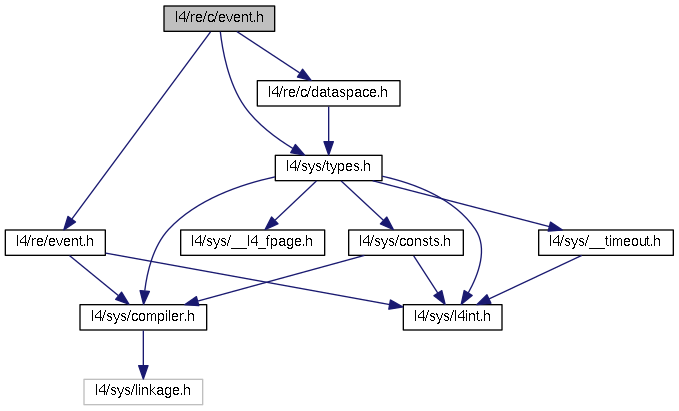 l4/re/c/event.h
l4/re/c/dataspace.h
l4/sys/types.h
l4/re/event.h
l4/sys/__l4_fpage.h
l4/sys/consts.h
l4/sys/__timeout.h
l4/sys/compiler.h
l4/sys/l4int.h
l4/sys/linkage.h